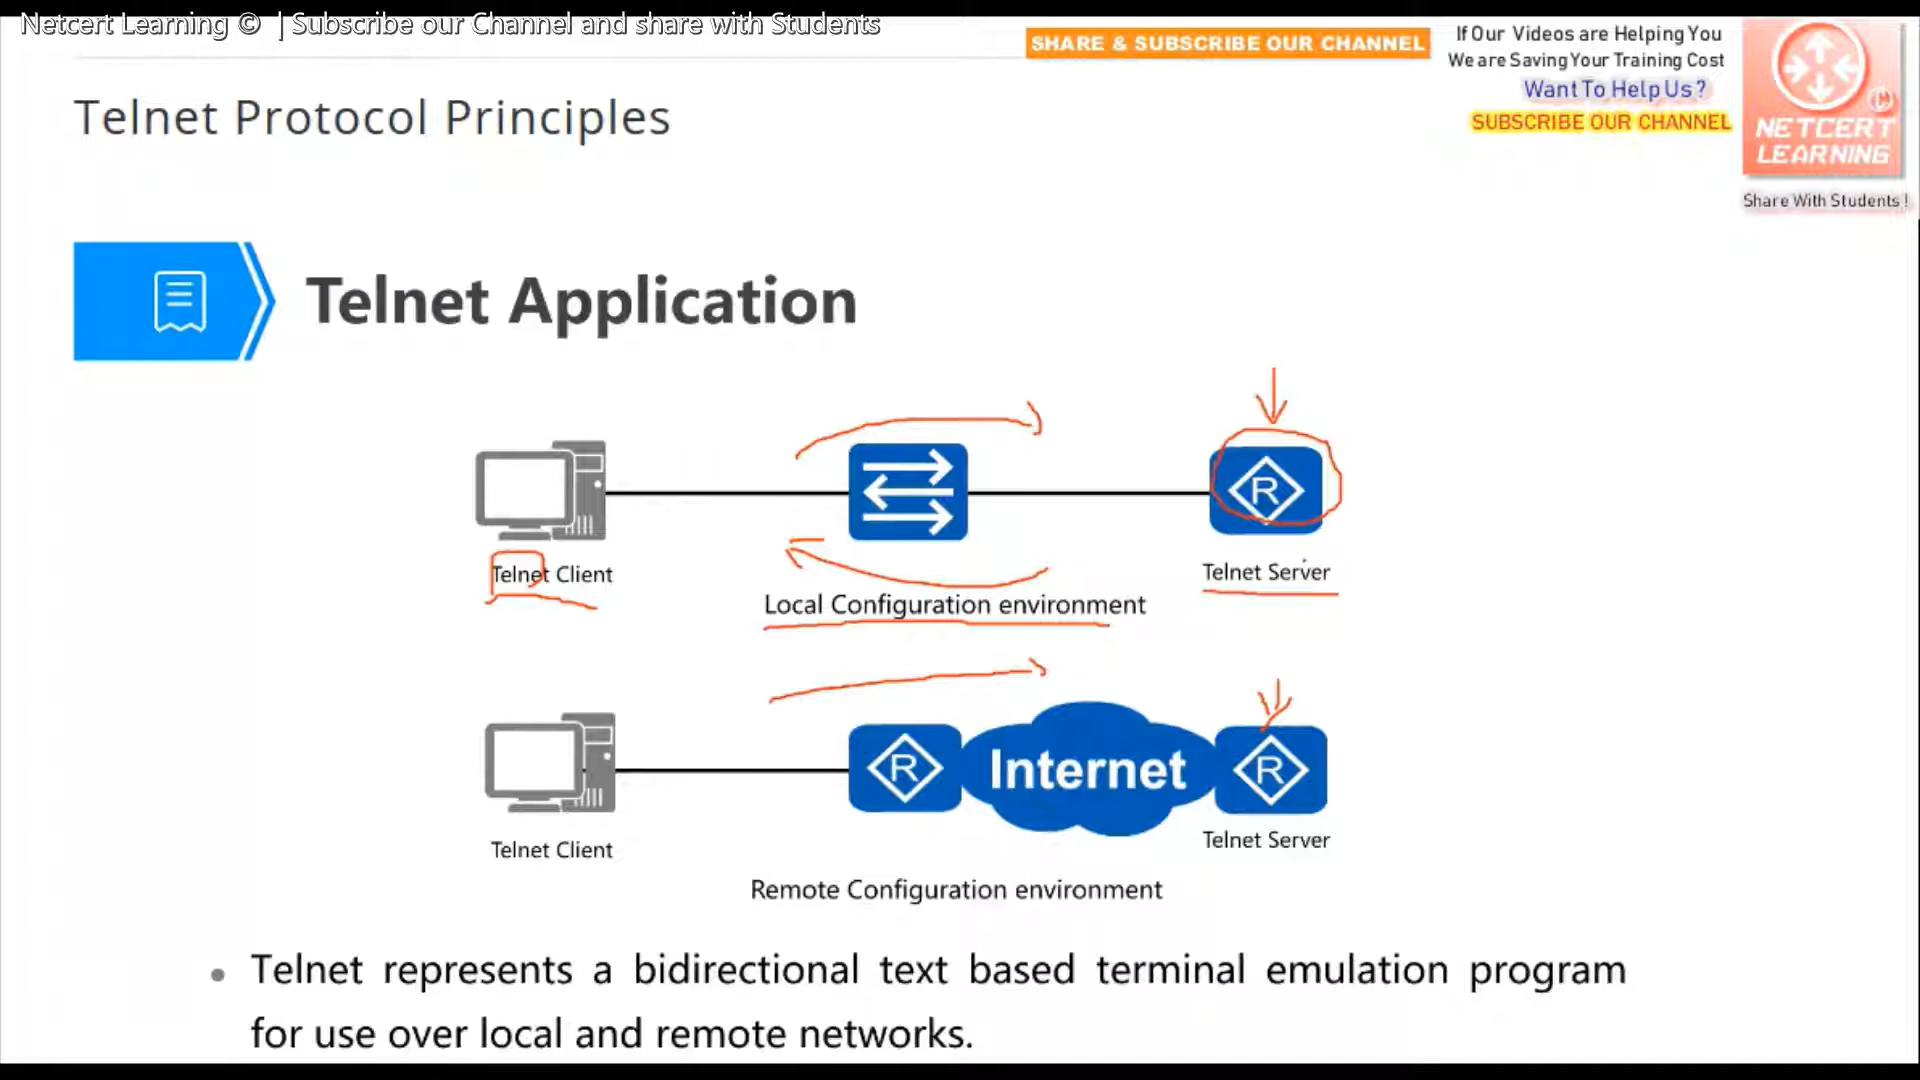 Netcert Learning © | Subscribe our Channel and share with Students
SHARE & SUBSCRIBE OUR CHANNEL
If Our Videos are Helping You
We are Saving Your Training Cost
Want To Help Us ?
SUBSCRIBE OUR CHANNEL
©
NETCERT
LEARNING
Share With Students !
Telnet Protocol Principles
Telnet Application
R
Telnet Client
Telnet Server
Local Configuration environment
R
Internet
R
Telnet Client
Telnet Server
Remote Configuration environment
• Telnet represents a bidirectional text based terminal emulation program
for use over local and remote networks.